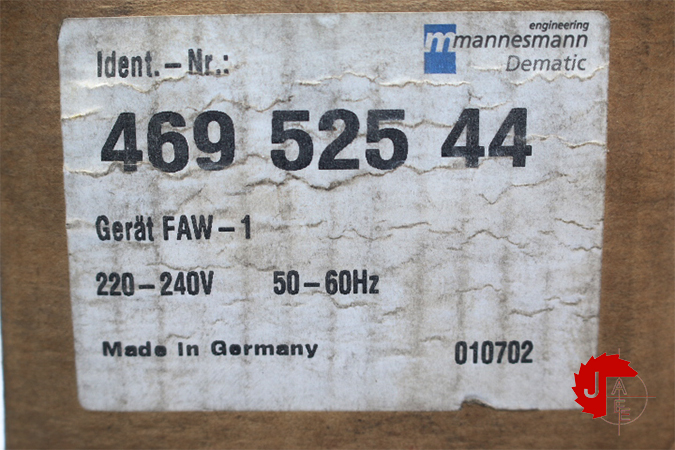 engineering
mannesmann
Dematic
Ident.-Nr.:
469 525 44
Gerät FAW-1
220-240V 50-60Hz
Made in Germany 010702
J